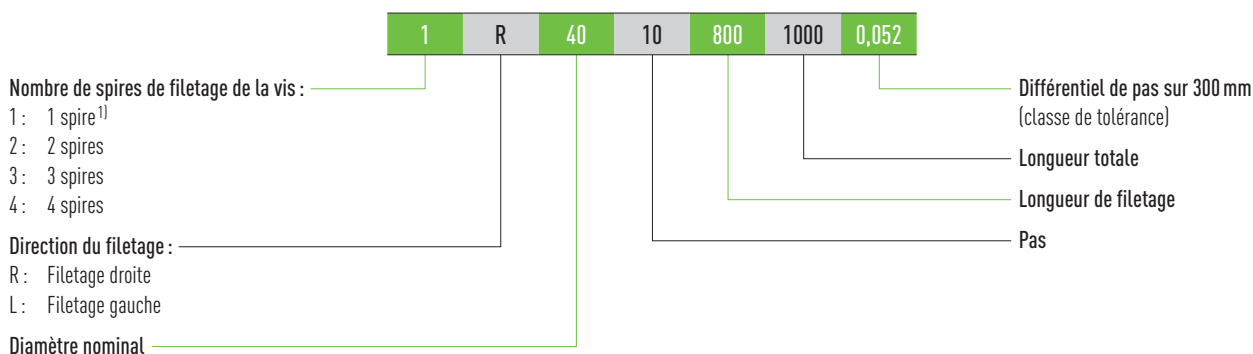 1 R 40 10 800 1000 0,052
Nombre de spires de filetage de la vis :
1 : 1 spire 1)
2 : 2 spires
3 : 3 spires
4 : 4 spires
Direction du filetage :
R : Filetage droite
L : Filetage gauche
Diamètre nominal
Différentiel de pas sur 300 mm
(classe de tolérance)
Longueur totale
Longueur de filetage
Pas